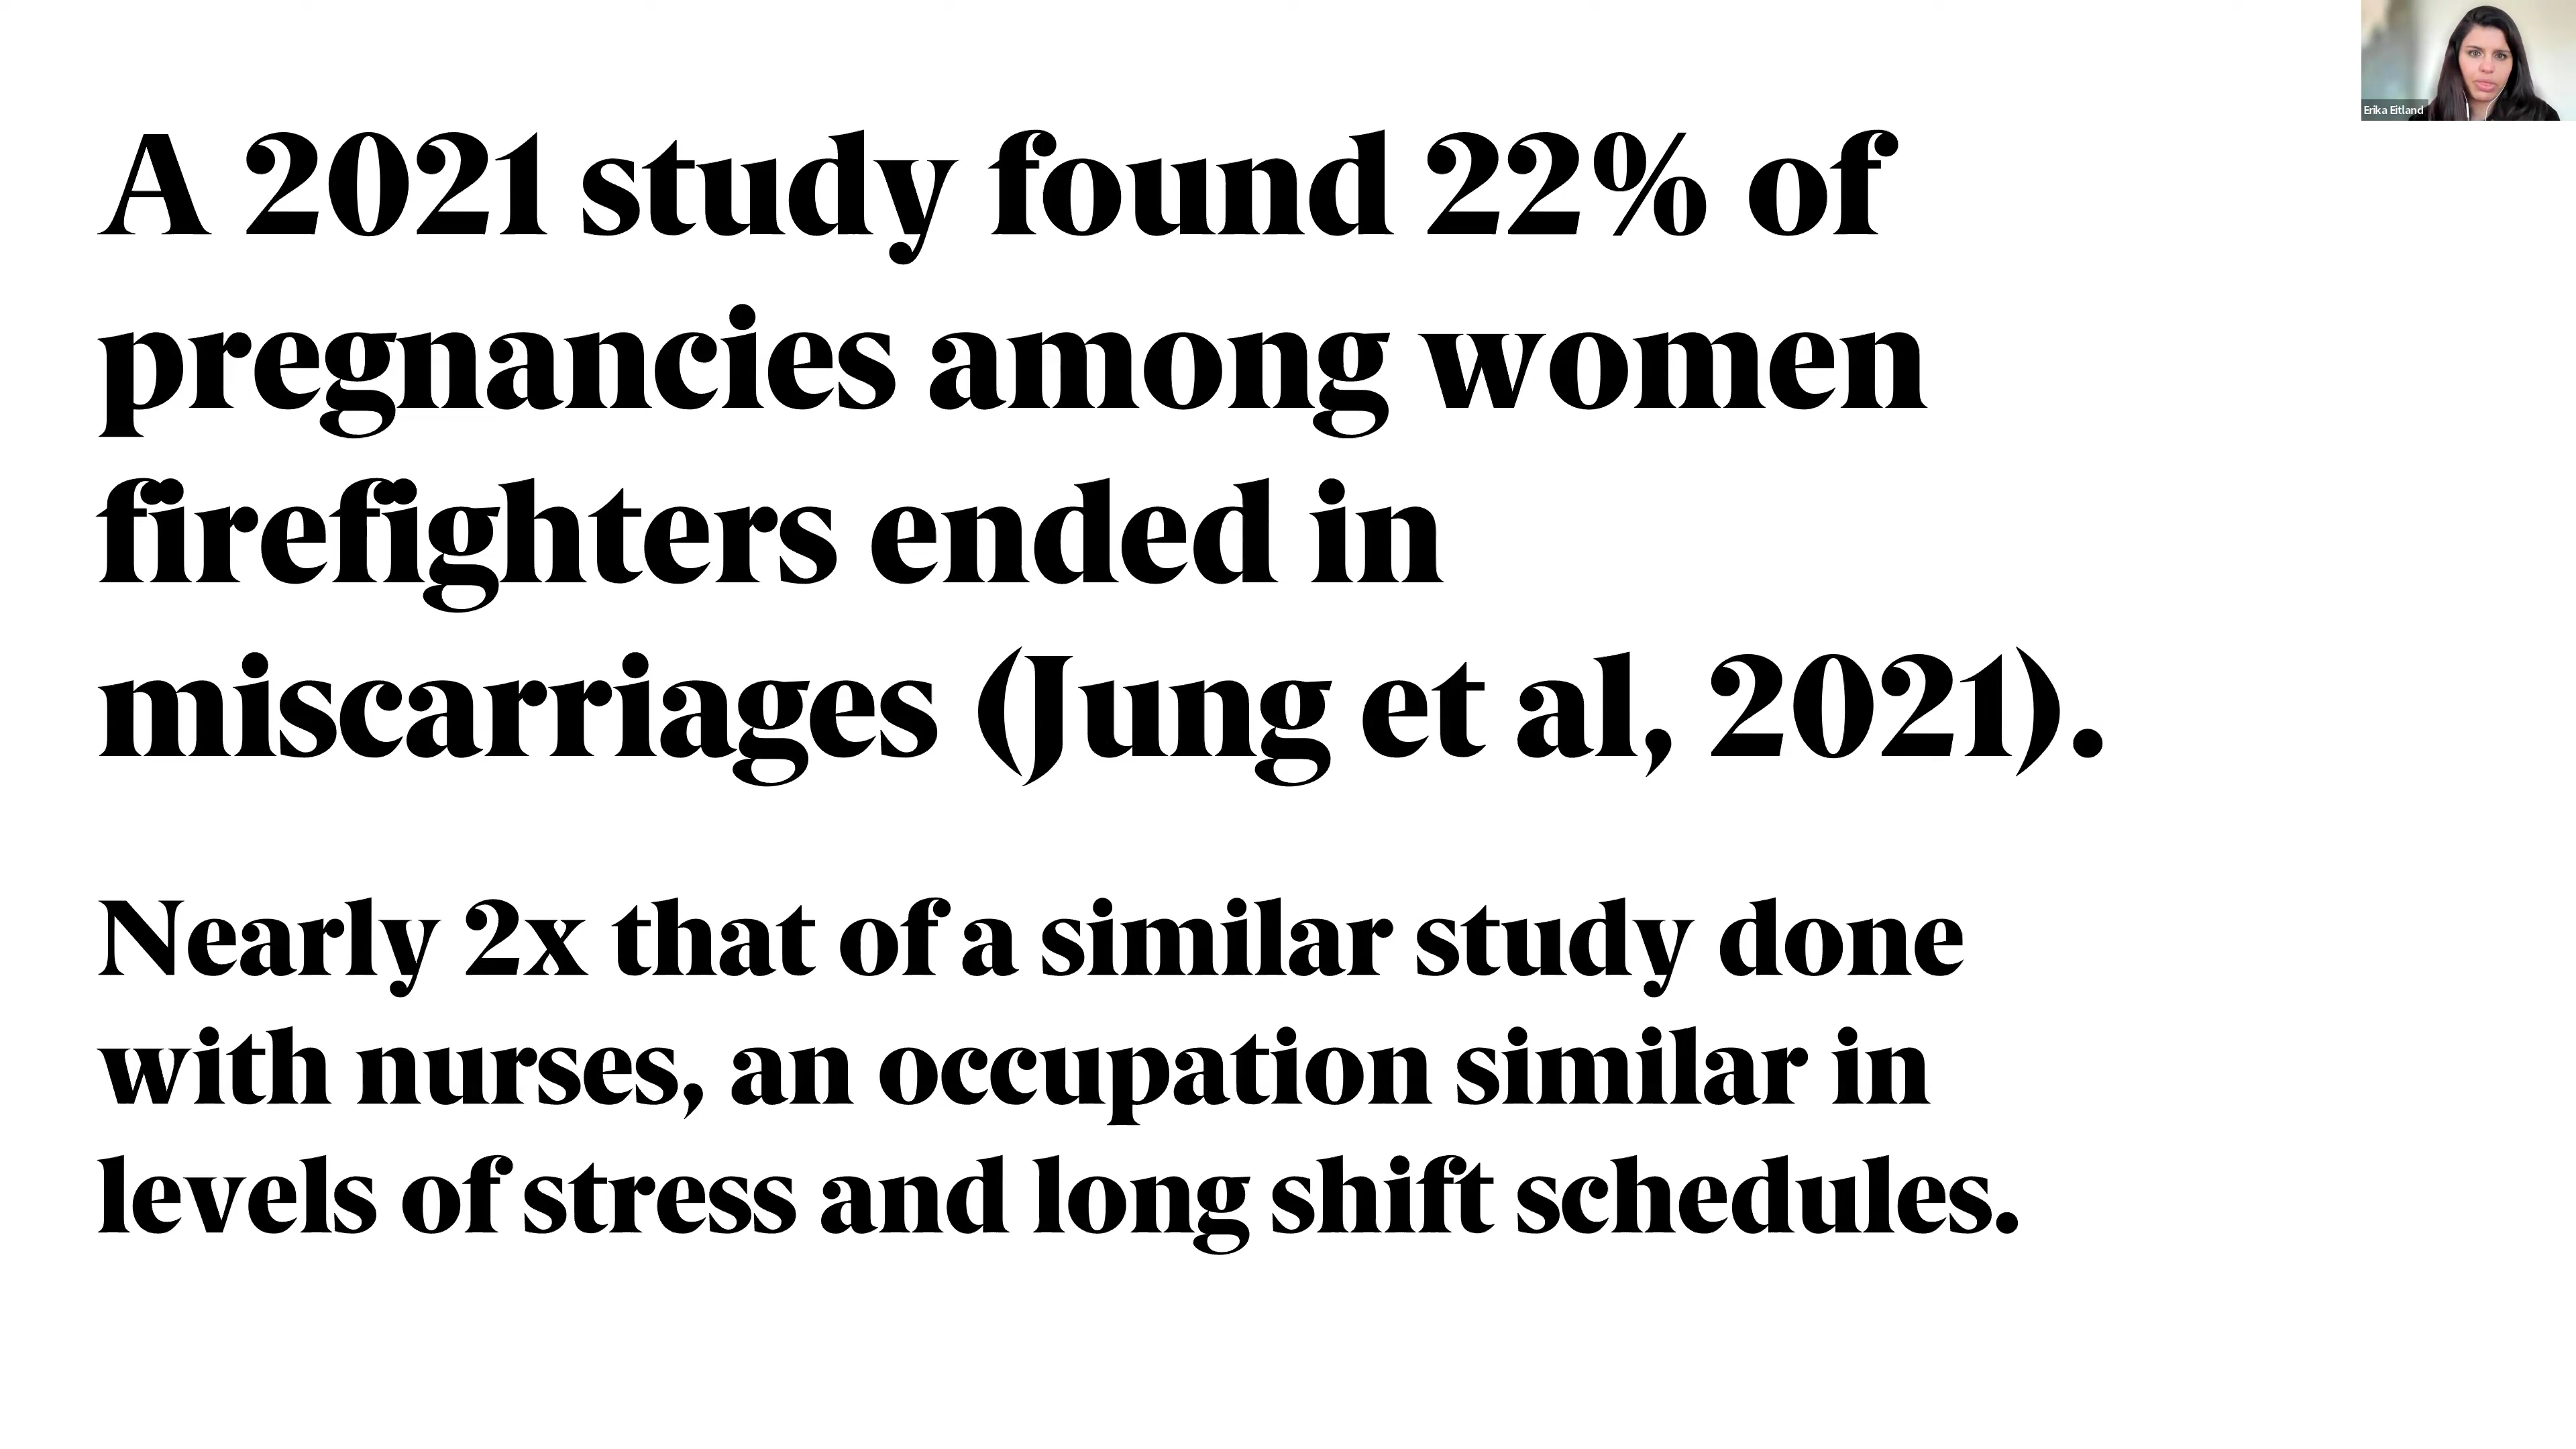 A 2021 study found 22% of
pregnancies among women
firefighters ended in
miscarriages (Jung et al, 2021).
Nearly 2x that of a similar study done
with nurses, an occupation similar in
levels of stress and long shift schedules.
Erika Eitland